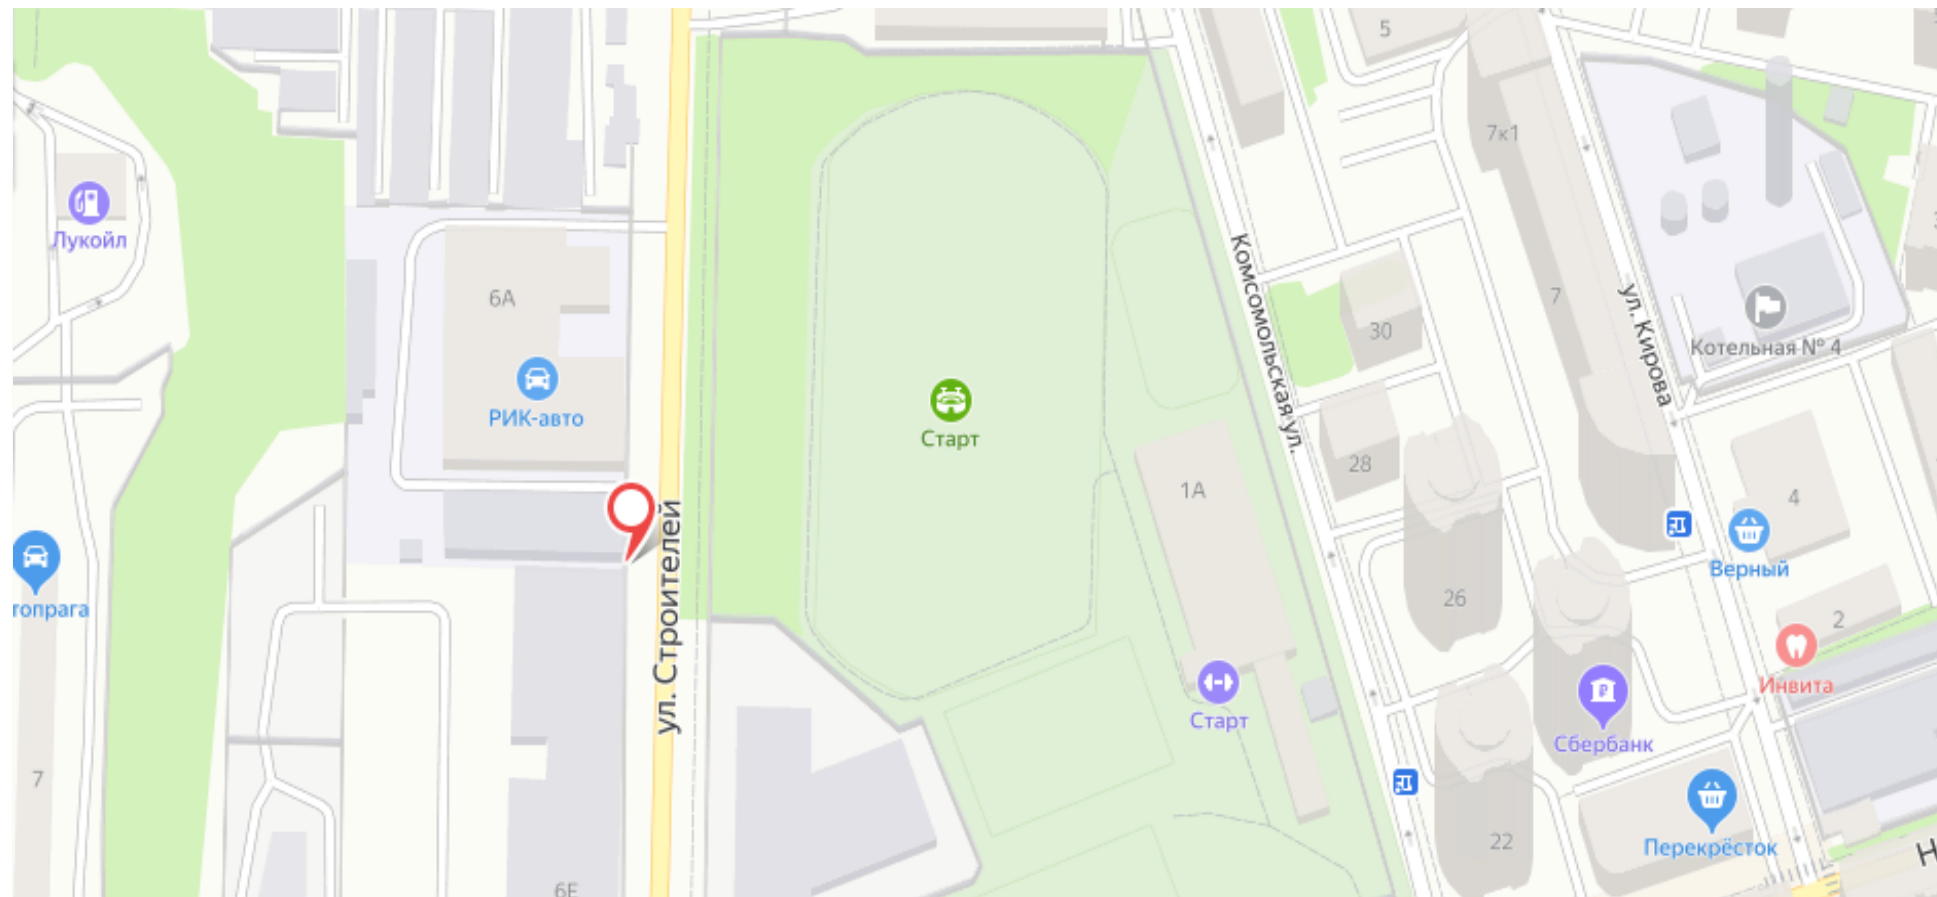 5
7к1
Лукойл
6А
РИК-авто
Старт
Комсомольская ул.
30
7
ул. Кирова
Котельная № 4
28
1А
4
Верный
26
2
Инвита
топрага
ул. Строителей
Старт
Сбербанк
7
22
Перекрёсток
6Е
Н